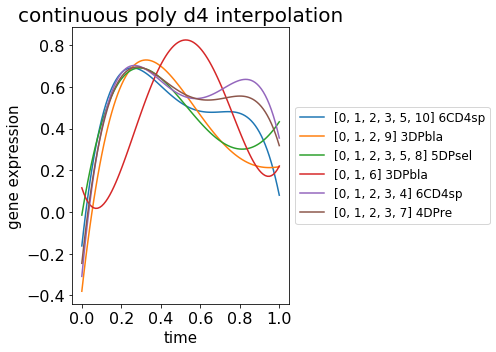 continuous poly d4 interpolation
gene expression
0.8
0.6
0.4
0.2
0.0
−0.2
−0.4
0.0 0.2 0.4 0.6 0.8 1.0
time
[0, 1, 2, 3, 5, 10] 6CD4sp
[0, 1, 2, 9] 3DPbla
[0, 1, 2, 3, 5, 8] 5DPsel
[0, 1, 6] 3DPbla
[0, 1, 2, 3, 4] 6CD4sp
[0, 1, 2, 3, 7] 4DPre